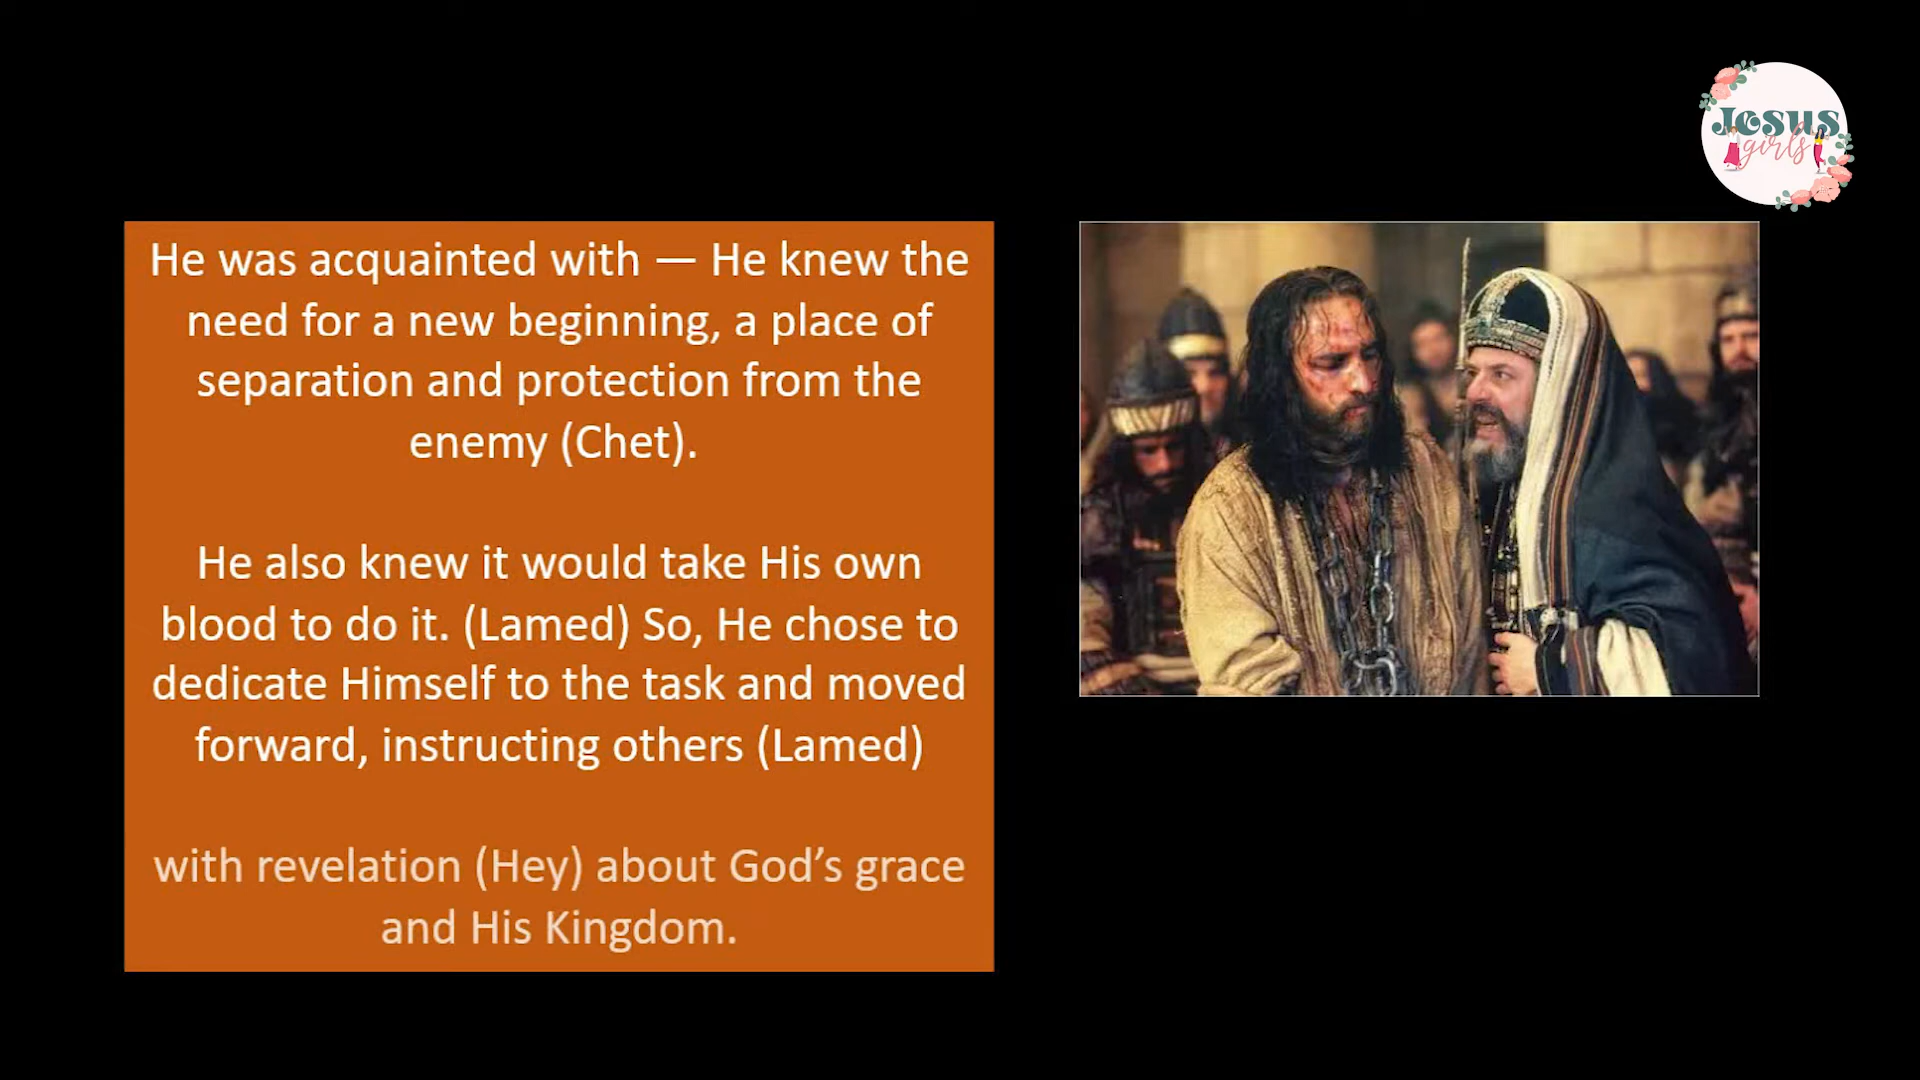 Jesus
girls
He was acquainted with — He knew the
need for a new beginning, a place of
separation and protection from the
enemy (Chet).
He also knew it would take His own
blood to do it. (Lamed) So, He chose to
dedicate Himself to the task and moved
forward, instructing others (Lamed)
with revelation (Hey) about God’s grace
and His Kingdom.